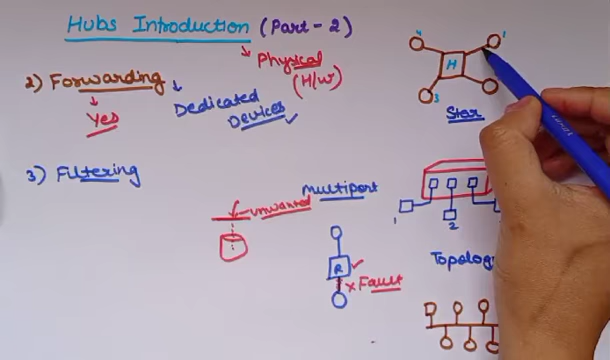 Hubs Introduction (Part-2)
Physical
(H/W)
2) Forwarding
Yes
Dedicated
Devices
3) Filtering
unwanted
Multiport
R
x Fault
4
1
H
3
Star
1
2